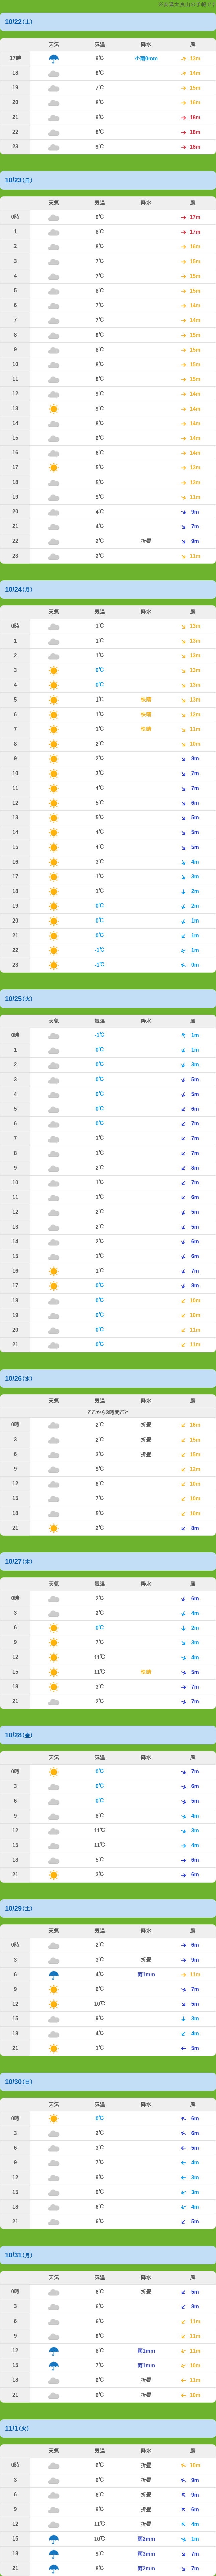 ※安達太良山の予報です
10/22(土)
天気 気温 降水 風
17時 9℃ 小雨0mm 13m
18 8℃ 14m
19 7℃ 15m
20 8℃ 16m
21 9℃ 18m
22 8℃ 18m
23 9℃ 18m
10/23(日)
天気 気温 降水 風
0時 9℃ 17m
1 8℃ 17m
2 8℃ 16m
3 7℃ 15m
4 7℃ 15m
5 8℃ 15m
6 7℃ 14m
7 7℃ 14m
8 8℃ 15m
9 8℃ 15m
10 8℃ 15m
11 8℃ 15m
12 9℃ 14m
13 9℃ 14m
14 8℃ 14m
15 6℃ 14m
16 6℃ 14m
17 5℃ 13m
18 5℃ 13m
19 5℃ 11m
20 4℃ 9m
21 4℃ 7m
22 2℃ 折畳 9m
23 2℃ 11m
10/24(月)
天気 気温 降水 風
0時 1℃ 13m
1 1℃ 13m
2 1℃ 13m
3 0℃ 13m
4 0℃ 13m
5 1℃ 快晴 13m
6 1℃ 快晴 12m
7 1℃ 快晴 11m
8 2℃ 10m
9 2℃ 8m
10 3℃ 7m
11 4℃ 7m
12 5℃ 6m
13 5℃ 5m
14 4℃ 5m
15 4℃ 5m
16 3℃ 4m
17 1℃ 3m
18 1℃ 2m
19 0℃ 2m
20 0℃ 1m
21 0℃ 1m
22 -1℃ 1m
23 -1℃ 0m
10/25(火)
天気 気温 降水 風
0時 -1℃ 1m
1 0℃ 1m
2 0℃ 3m
3 0℃ 5m
4 0℃ 5m
5 0℃ 6m
6 0℃ 7m
7 1℃ 7m
8 1℃ 7m
9 2℃ 8m
10 1℃ 7m
11 1℃ 6m
12 2℃ 5m
13 2℃ 5m
14 2℃ 6m
15 1℃ 6m
16 1℃ 7m
17 0℃ 8m
18 0℃ 10m
19 0℃ 10m
20 0℃ 11m
21 0℃ 11m
10/26(水)
天気 気温 降水 風
ここから3時間ごと
0時 2℃ 折畳 16m
3 2℃ 折畳 15m
6 3℃ 折畳 15m
9 5℃ 12m
12 8℃ 10m
15 7℃ 10m
18 5℃ 10m
21 2℃ 8m
10/27(木)
天気 気温 降水 風
0時 2℃ 6m
3 2℃ 4m
6 0℃ 2m
9 7℃ 3m
12 11℃ 4m
15 11℃ 快晴 5m
18 3℃ 7m
21 2℃ 7m
10/28(金)
天気 気温 降水 風
0時 0℃ 7m
3 0℃ 6m
6 0℃ 5m
9 8℃ 4m
12 11℃ 3m
15 11℃ 4m
18 5℃ 6m
21 3℃ 6m
10/29(土)
天気 気温 降水 風
0時 2℃ 6m
3 3℃ 折畳 9m
6 4℃ 雨1mm 11m
9 6℃ 7m
12 10℃ 5m
15 9℃ 3m
18 4℃ 4m
21 1℃ 5m
10/30(日)
天気 気温 降水 風
0時 0℃ 6m
3 2℃ 6m
6 3℃ 5m
9 7℃ 4m
12 9℃ 3m
15 9℃ 3m
18 6℃ 4m
21 6℃ 5m
10/31(月)
天気 気温 降水 風
0時 6℃ 折畳 5m
3 6℃ 8m
6 6℃ 11m
9 8℃ 11m
12 8℃ 雨1mm 11m
15 7℃ 雨1mm 10m
18 6℃ 折畳 11m
21 6℃ 折畳 10m
11/1(火)
天気 気温 降水 風
0時 6℃ 折畳 10m
3 6℃ 折畳 9m
6 6℃ 折畳 9m
9 9℃ 折畳 6m
12 11℃ 折畳 4m
15 10℃ 雨2mm 1m
18 9℃ 雨3mm 7m
21 8℃ 雨2mm 7m